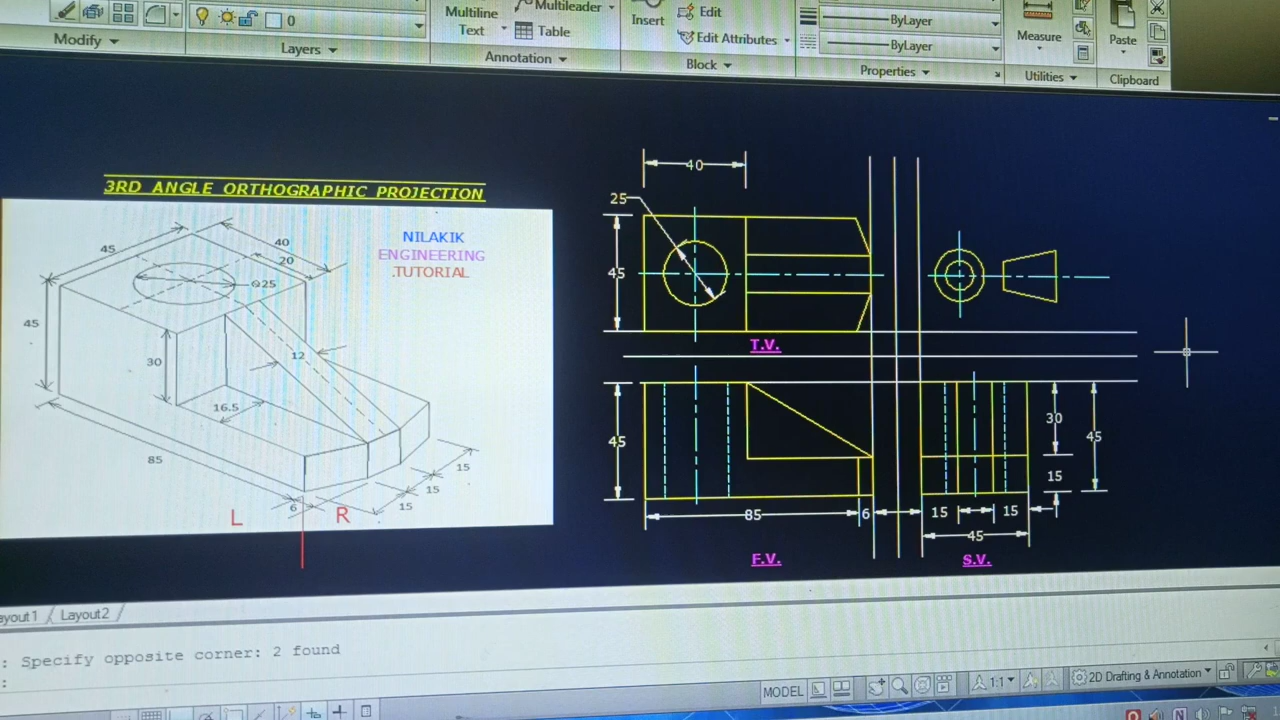 Multiline
Text
Multileader
Table
Insert
Edit
Edit Attributes
ByLayer
ByLayer
Measure
Paste
0
Modify
Layers
Annotation
Block
Properties
Utilities
Clipboard
3RD ANGLE ORTHOGRAPHIC PROJECTION
NILAKIK
ENGINEERING
.TUTORIAL
45
40
20
Ø25
45
30
12
16.5
85
15
15
15
6
L
R
40
25
45
T.V.
45
85
6
F.V.
30
45
15
15
15
45
S.V.
Layout2
: Specify opposite corner: 2 found
:
MODEL
1:1
2D Drafting & Annotation